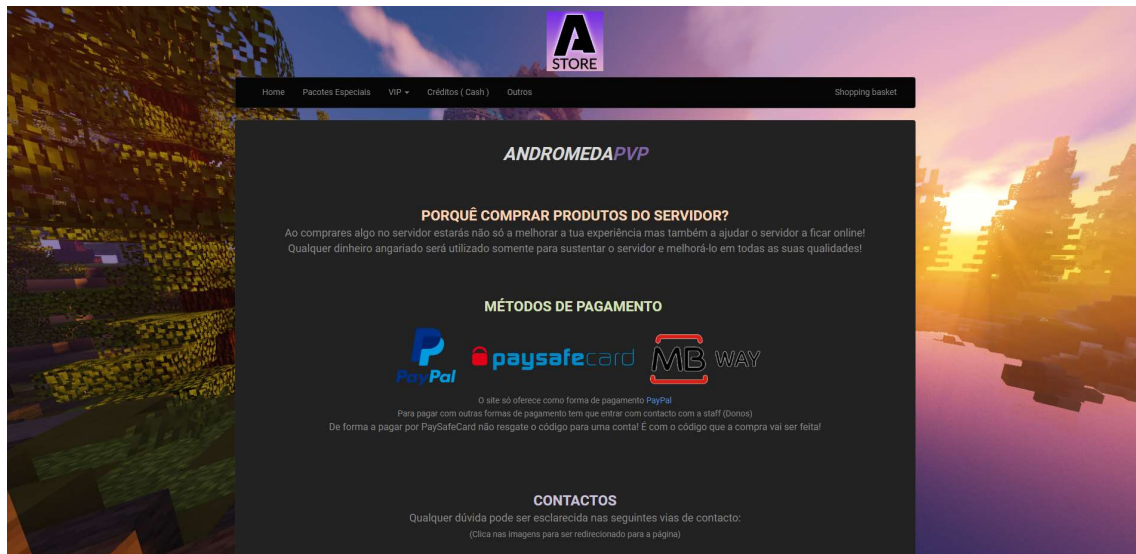 A
STORE
Home Pacotes Especiais VIP Créditos ( Cash ) Outros Shopping basket
ANDROMEDAPVP
PORQUÊ COMPRAR PRODUTOS DO SERVIDOR?
Ao comprares algo no servidor estarás não só a melhorar a tua experiência mas também a ajudar o servidor a ficar online!
Qualquer dinheiro angariado será utilizado somente para sustentar o servidor e melhorá-lo em todas as suas qualidades!
MÉTODOS DE PAGAMENTO
PayPal paysafecard MB WAY
O site só oferece como forma de pagamento PayPal
Para pagar com outras formas de pagamento tem que entrar com contacto com a staff (Donos)
De forma a pagar por PaySafeCard não resgate o código para uma conta! É com o código que a compra vai ser feita!
CONTACTOS
Qualquer dúvida pode ser esclarecida nas seguintes vias de contacto:
(Clica nas imagens para ser redirecionado para a página)